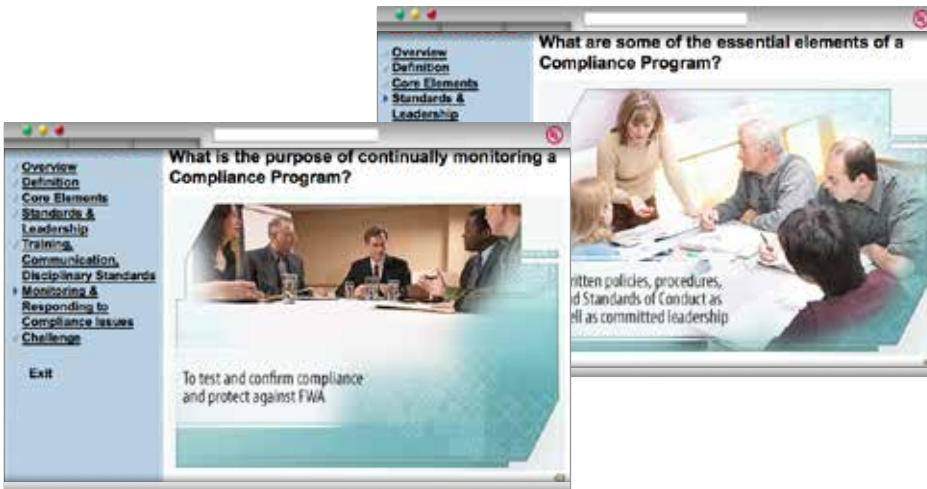 Overview
Definition
Core Elements
Standards &
Leadership
What are some of the essential elements of a
Compliance Program?
policies, procedures,
Standards of Conduct as
as committed leadership
Overview
Definition
Core Elements
Standards &
Leadership
Training,
Communication,
Disciplinary Standards
Monitoring &
Responding to
Compliance Issues
Challenge
Exit
What is the purpose of continually monitoring a
Compliance Program?
To test and confirm compliance
and protect against FWA